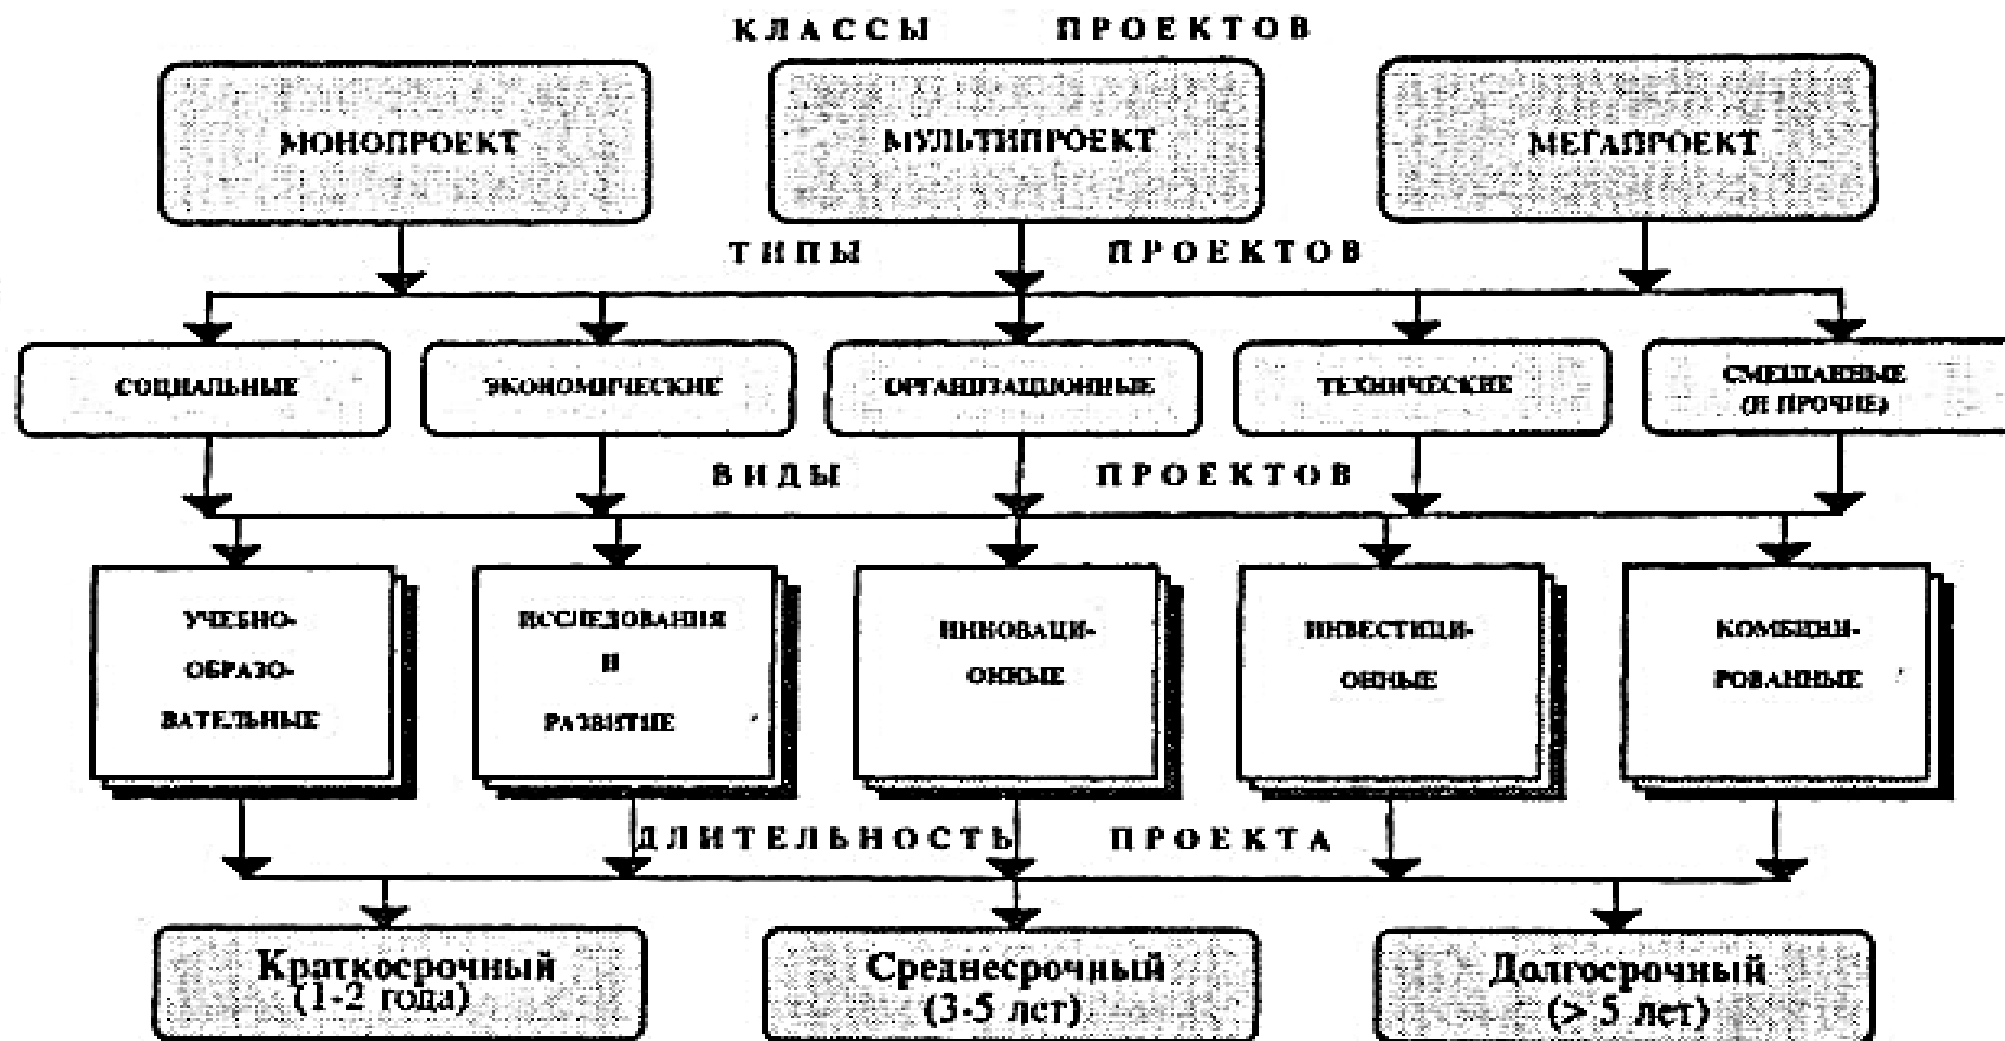 КЛАССЫ ПРОЕКТОВ
МОНОПРОЕКТ
МУЛЬТИПРОЕКТ
МЕГАПРОЕКТ
ТИПЫ ПРОЕКТОВ
СОЦИАЛЬНЫЕ
ЭКОНОМИЧЕСКИЕ
ОРГАНИЗАЦИОННЫЕ
ТЕХНИЧЕСКИЕ
СМЕШАННЫЕ
(И ПРОЧИЕ)
ВИДЫ ПРОЕКТОВ
УЧЕБНО-
ОБРАЗО-
ВАТЕЛЬНЫЕ
ИССЛЕДОВАНИЯ
И
РАЗВИТИЕ
ИННОВАЦИ-
ОННЫЕ
ИНВЕСТИЦИ-
ОННЫЕ
КОМБИНИ-
РОВАННЫЕ
ДЛИТЕЛЬНОСТЬ ПРОЕКТА
Краткосрочный
(1-2 года)
Среднесрочный
(3-5 лет)
Долгосрочный
(> 5 лет)